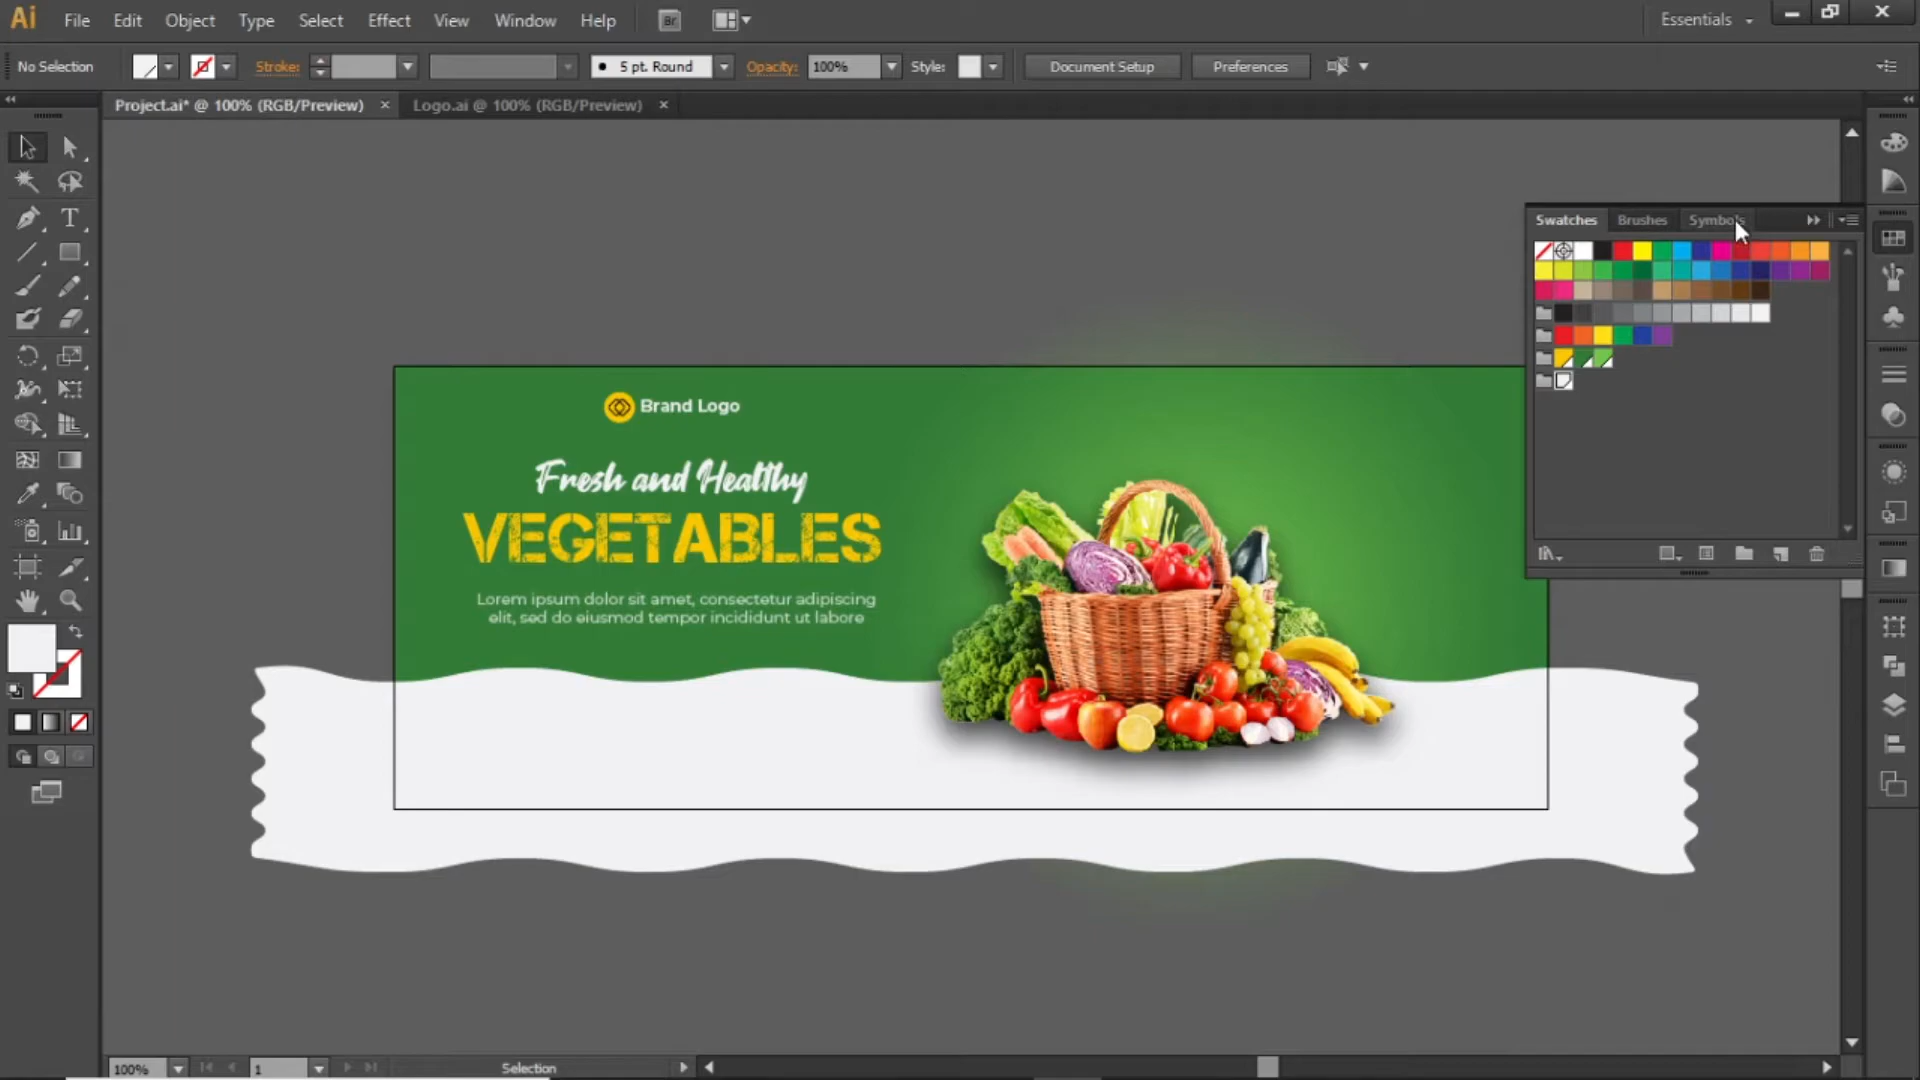 Ai File Edit Object Type Select Effect View Window Help Br Essentials
No Selection Stroke: 5 pt. Round Opacity: 100% Style: Document Setup Preferences
Project.ai* @ 100% (RGB/Preview) × Logo.ai @ 100% (RGB/Preview) ×
Swatches Brushes Symbols
Brand Logo
Fresh and Healthy
VEGETABLES
Lorem ipsum dolor sit amet, consectetur adipiscing
elit, sed do eiusmod tempor incididunt ut labore
100% 1 Selection